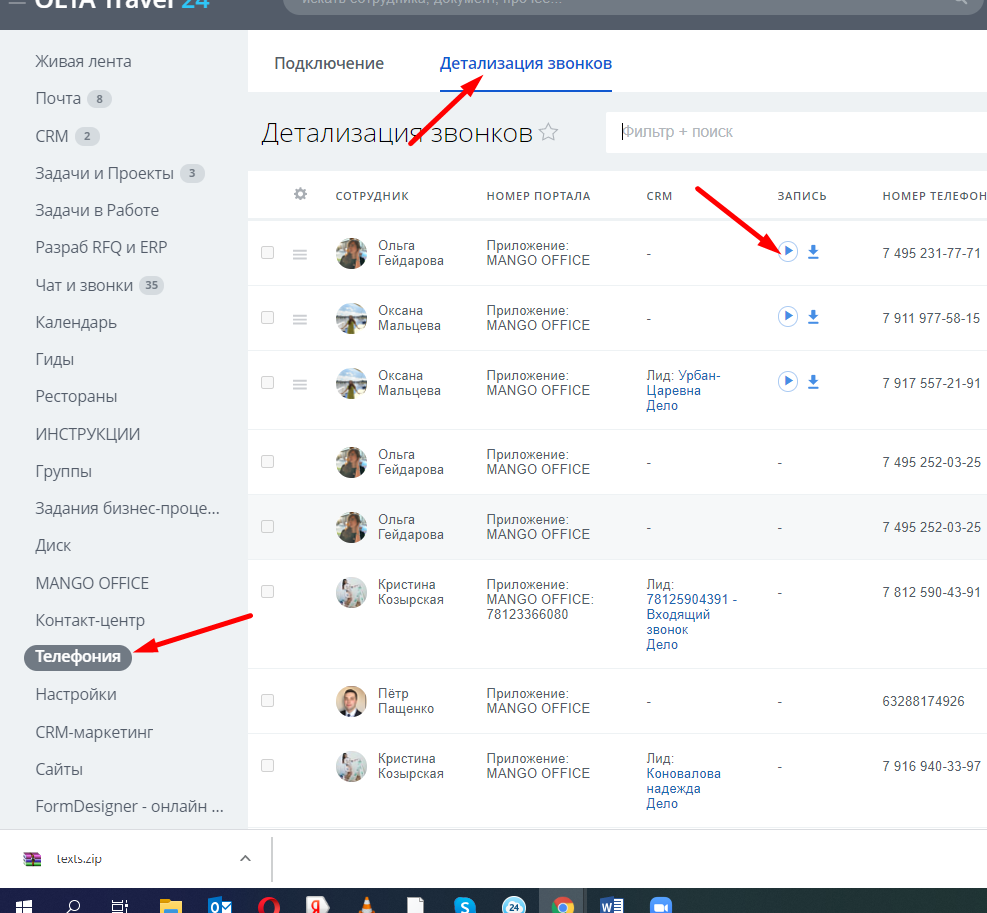 OLTA Travel 24
искать сотрудника, документ, прочее...
Живая лента
Почта 8
CRM 2
Задачи и Проекты 3
Задачи в Работе
Разраб RFQ и ERP
Чат и звонки 35
Календарь
Гиды
Рестораны
ИНСТРУКЦИИ
Группы
Задания бизнес-проце...
Диск
MANGO OFFICE
Контакт-центр
Телефония
Настройки
CRM-маркетинг
Сайты
FormDesigner - онлайн ...
Подключение Детализация звонков
Детализация звонков
Фильтр + поиск
СОТРУДНИК НОМЕР ПОРТАЛА CRM ЗАПИСЬ НОМЕР ТЕЛЕФОН
Ольга Приложение:
Гейдарова MANGO OFFICE - 7 495 231-77-71
Оксана Приложение:
Мальцева MANGO OFFICE - 7 911 977-58-15
Оксана Приложение: Лид: Урбан-
Мальцева MANGO OFFICE Царевна 7 917 557-21-91
Дело
Ольга Приложение:
Гейдарова MANGO OFFICE - - 7 495 252-03-25
Ольга Приложение:
Гейдарова MANGO OFFICE - - 7 495 252-03-25
Кристина Приложение: Лид:
Козырская MANGO OFFICE: 78125904391 - - 7 812 590-43-91
78123366080 Входящий
звонок
Дело
Пётр Приложение:
Пащенко MANGO OFFICE - - 63288174926
Кристина Приложение: Лид:
Козырская MANGO OFFICE Коновалова - 7 916 940-33-97
надежда
Дело
texts.zip
24